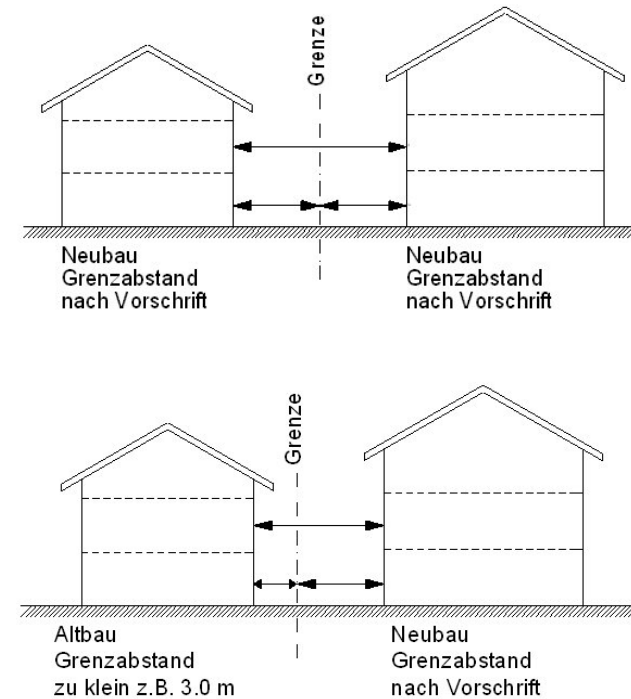 Grenze
Neubau
Grenzabstand
nach Vorschrift
Neubau
Grenzabstand
nach Vorschrift
Grenze
Altbau
Grenzabstand
zu klein z.B. 3.0 m
Neubau
Grenzabstand
nach Vorschrift